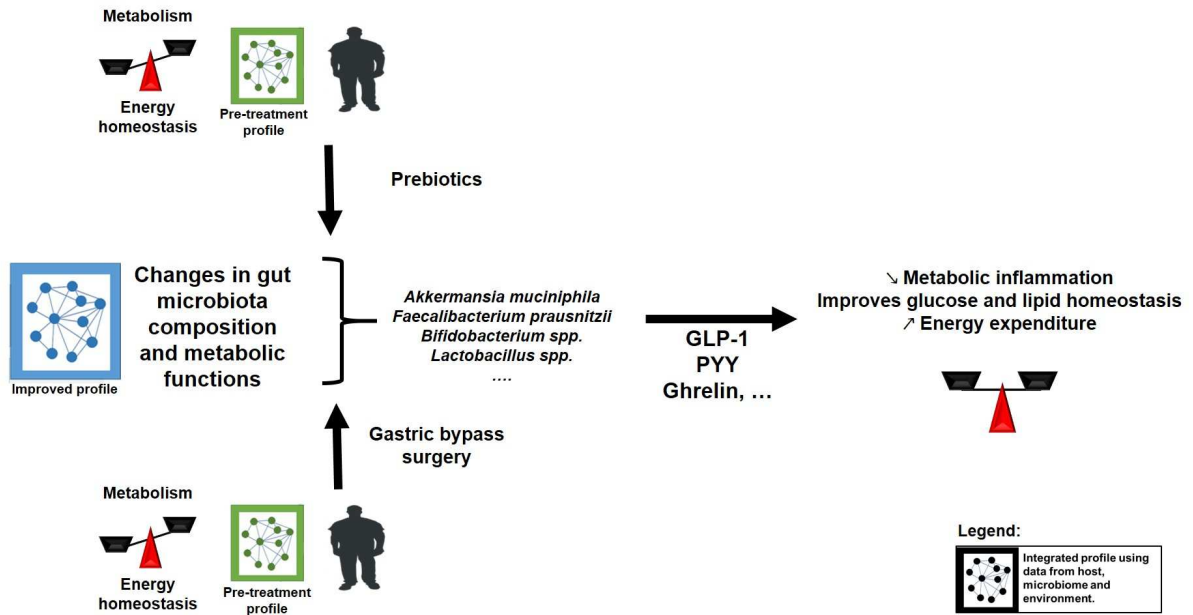 Metabolism
Energy
homeostasis
Pre-treatment
profile
Prebiotics
Improved profile
Changes in gut
microbiota
composition
and metabolic
functions
Akkermansia muciniphila
Faecalibacterium prausnitzii
Bifidobacterium spp.
Lactobacillus spp.
....
GLP-1
PYY
Ghrelin, ...
↘ Metabolic inflammation
Improves glucose and lipid homeostasis
↗ Energy expenditure
Gastric bypass
surgery
Metabolism
Energy
homeostasis
Pre-treatment
profile
Legend:
Integrated profile using
data from host,
microbiome and
environment.